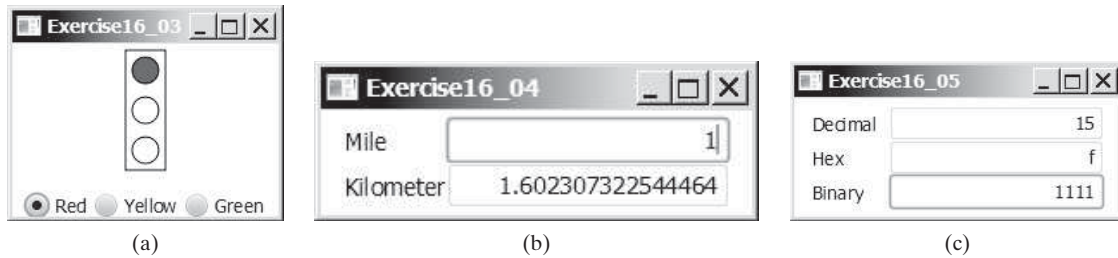 Exercise16_03
Red Yellow Green
(a)
Exercise16_04
Mile 1
Kilometer 1.602307322544464
(b)
Exercise16_05
Decimal 15
Hex f
Binary 1111
(c)